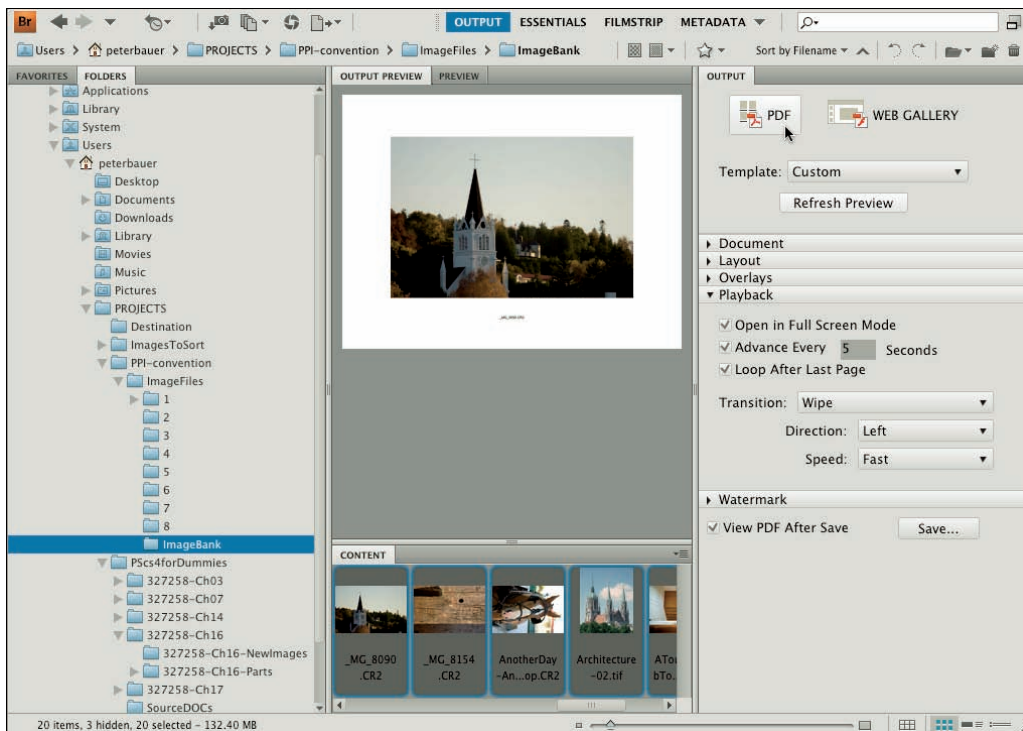 Br
OUTPUT ESSENTIALS FILMSTRIP METADATA
Users > peterbauer > PROJECTS > PPI-convention > ImageFiles > ImageBank
Sort by Filename
FAVORITES FOLDERS
Applications
Library
System
Users
peterbauer
Desktop
Documents
Downloads
Library
Movies
Music
Pictures
PROJECTS
Destination
ImagesToSort
PPI-convention
ImageFiles
1
2
3
4
5
6
7
8
ImageBank
PScs4forDummies
327258-Ch03
327258-Ch07
327258-Ch14
327258-Ch16
327258-Ch16-NewImages
327258-Ch16-Parts
327258-Ch17
SourceDOCs
OUTPUT PREVIEW PREVIEW
CONTENT
_MG_8090
.CR2
_MG_8154
.CR2
AnotherDay
-An...op.CR2
Architecture
-02.tif
OUTPUT
PDF
WEB GALLERY
Template: Custom
Refresh Preview
Document
Layout
Overlays
Playback
Open in Full Screen Mode
Advance Every 5 Seconds
Loop After Last Page
Transition: Wipe
Direction: Left
Speed: Fast
Watermark
View PDF After Save
Save...
20 items, 3 hidden, 20 selected - 132.40 MB